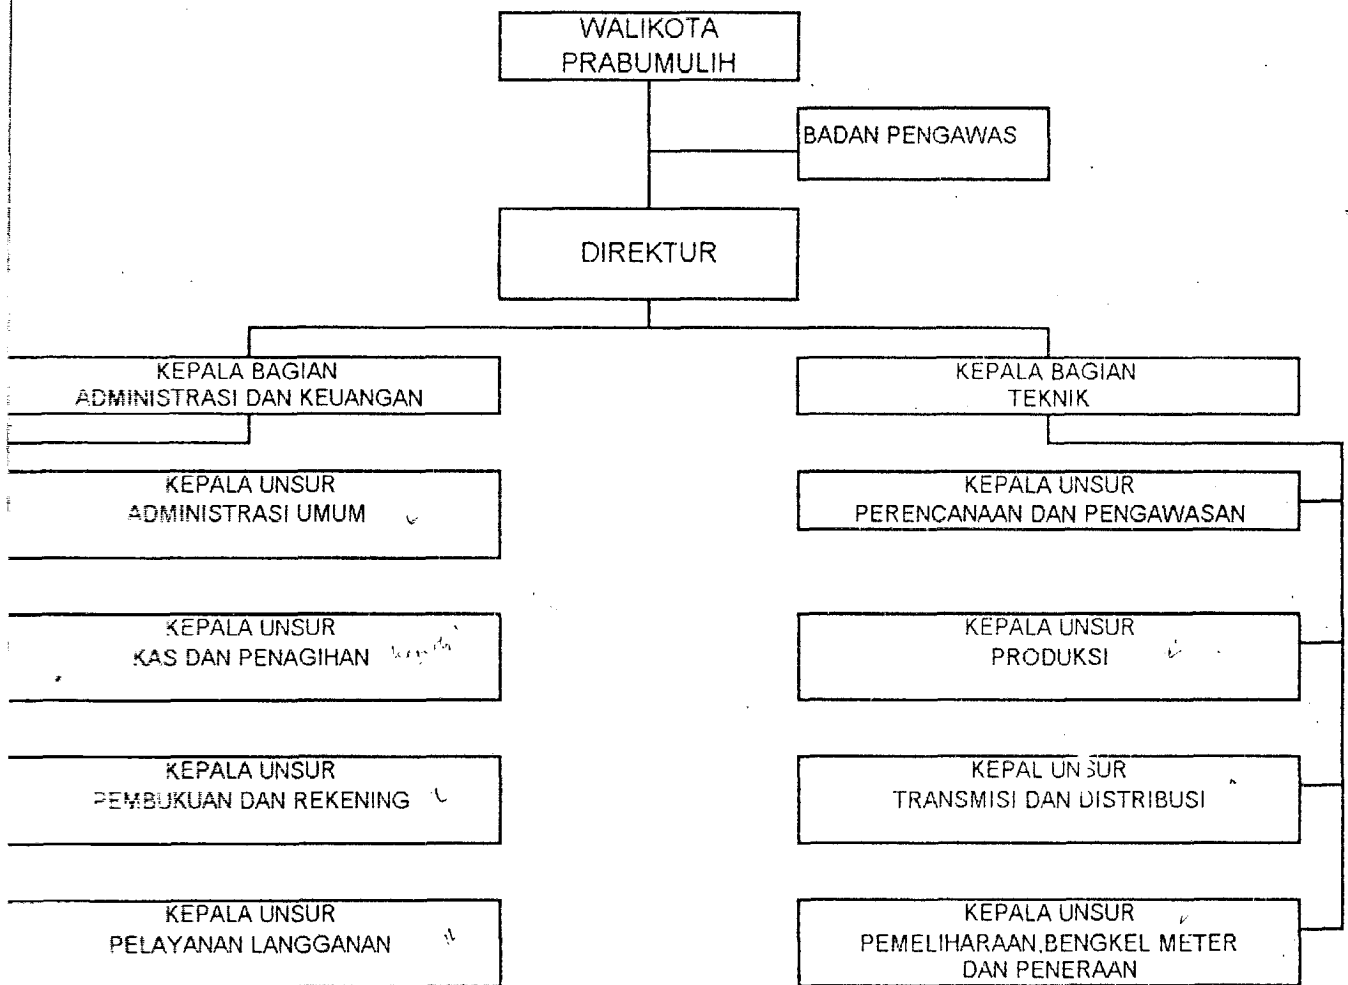 WALIKOTA
PRABUMULIH
BADAN PENGAWAS
DIREKTUR
KEPALA BAGIAN
ADMINISTRASI DAN KEUANGAN
KEPALA BAGIAN
TEKNIK
KEPALA UNSUR
ADMINISTRASI UMUM
KEPALA UNSUR
PERENCANAAN DAN PENGAWASAN
KEPALA UNSUR
KAS DAN PENAGIHAN
KEPALA UNSUR
PRODUKSI
KEPALA UNSUR
PEMBUKUAN DAN REKENING
KEPAL UNSUR
TRANSMISI DAN DISTRIBUSI
KEPALA UNSUR
PELAYANAN LANGGANAN
KEPALA UNSUR
PEMELIHARAAN,BENGKEL METER
DAN PENERAAN